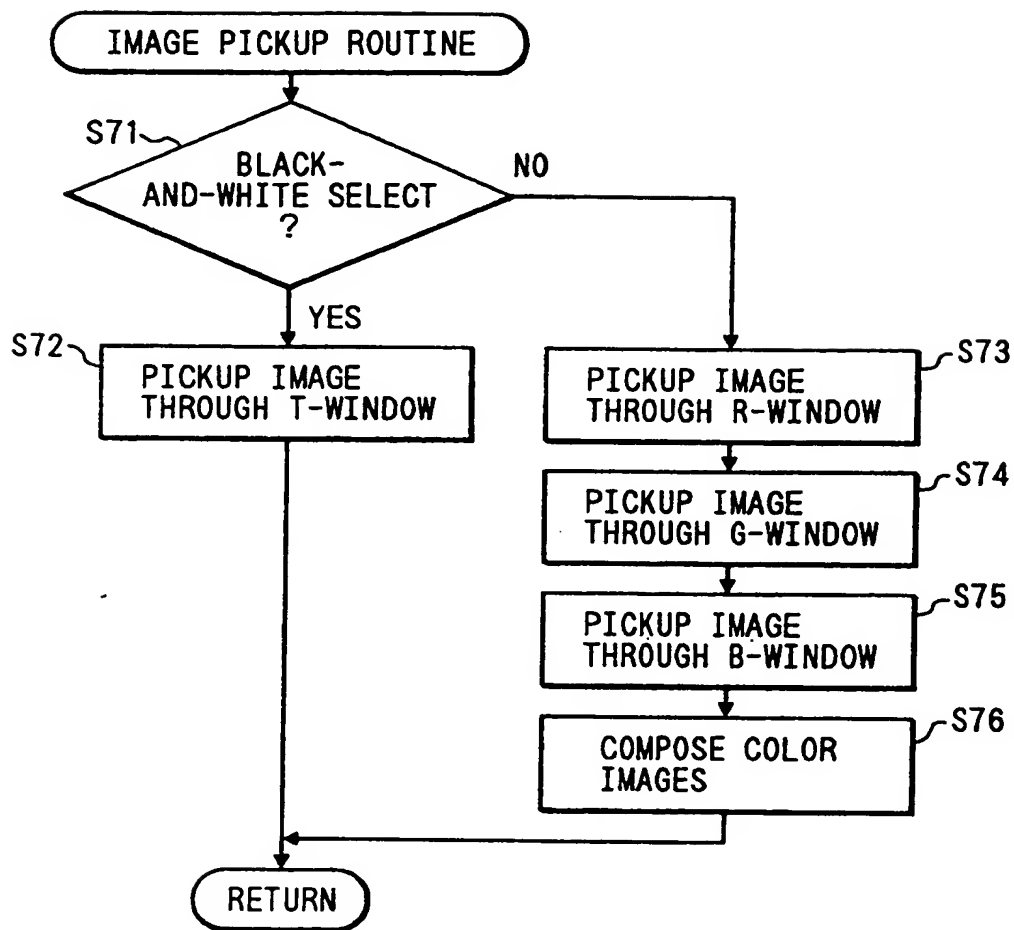 IMAGE PICKUP ROUTINE
S71
BLACK-
AND-WHITE SELECT
?
NO
YES
S72
PICKUP IMAGE
THROUGH T-WINDOW
S73
PICKUP IMAGE
THROUGH R-WINDOW
S74
PICKUP IMAGE
THROUGH G-WINDOW
S75
PICKUP IMAGE
THROUGH B-WINDOW
S76
COMPOSE COLOR
IMAGES
RETURN